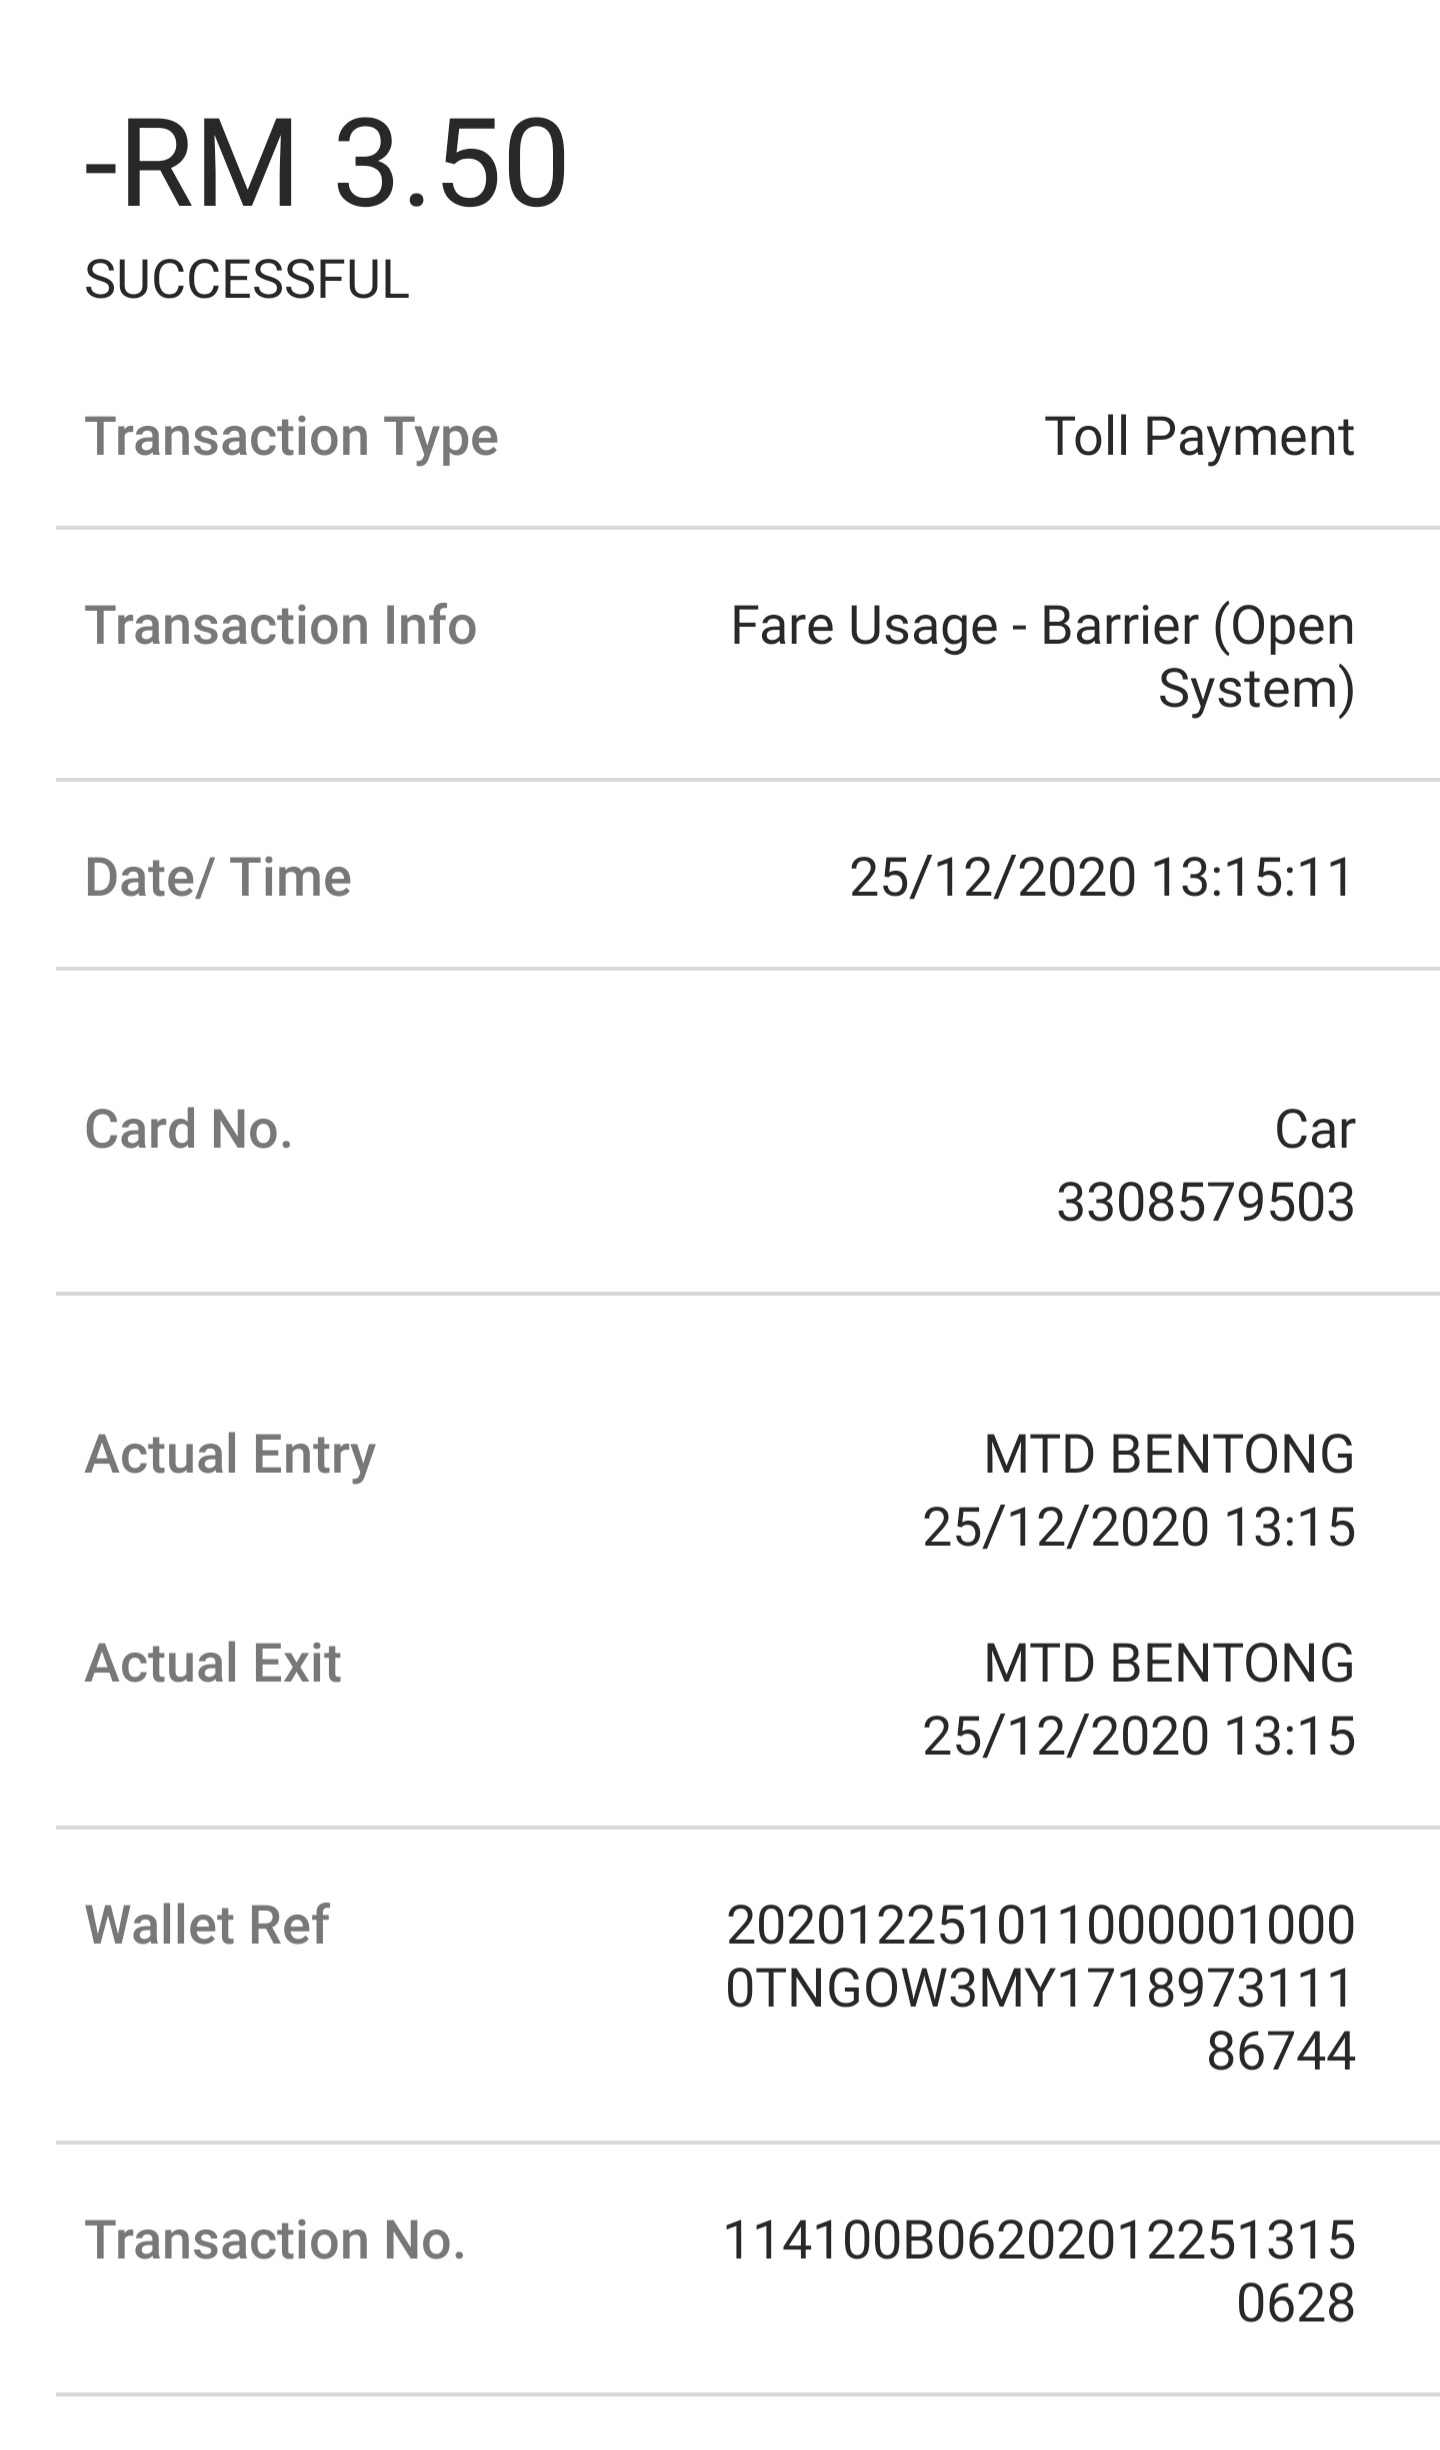 -RM 3.50
SUCCESSFUL
Transaction Type
Toll Payment
Transaction Info
Fare Usage - Barrier (Open
System)
Date/ Time
25/12/2020 13:15:11
Card No.
Car
3308579503
Actual Entry
MTD BENTONG
25/12/2020 13:15
Actual Exit
MTD BENTONG
25/12/2020 13:15
Wallet Ref
202012251011000001000
0TNGOW3MY1718973111
86744
Transaction No.
114100B06202012251315
0628